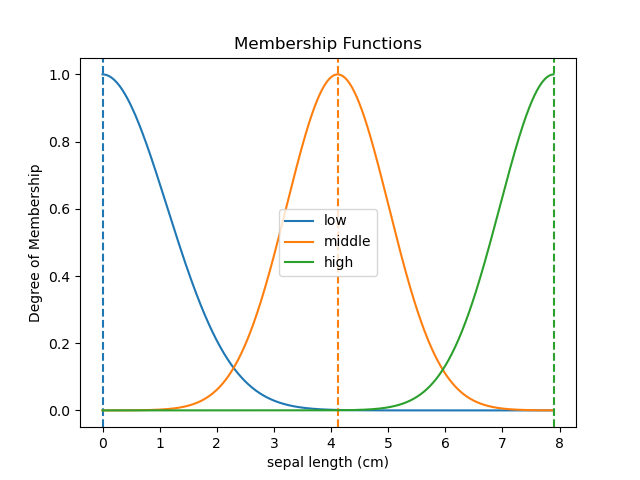 Membership Functions
Degree of Membership
1.0
0.8
0.6
0.4
0.2
0.0
low
middle
high
0 1 2 3 4 5 6 7 8
sepal length (cm)